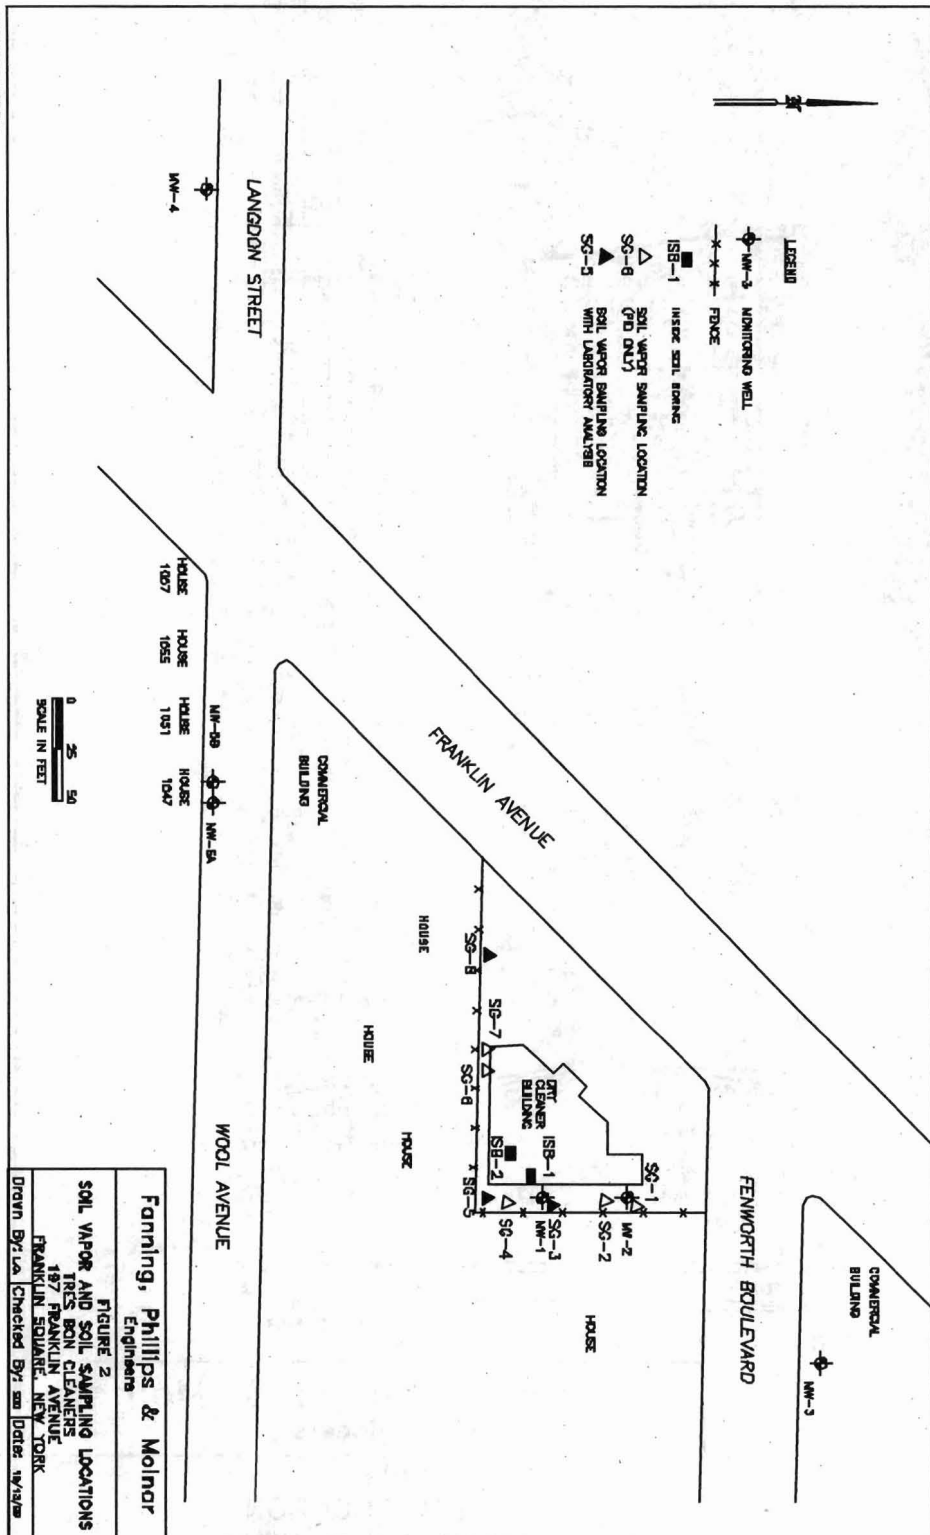 LEGEND
MW-3 MONITORING WELL
FENCE
ISB-1 INSIDE SOIL BORING
SG-6 SOIL VAPOR SAMPLING LOCATION
(PID ONLY)
SG-5 SOIL VAPOR SAMPLING LOCATION
WITH LABORATORY ANALYSIS
COMMERCIAL
BUILDING
MW-3
FENWORTH BOULEVARD
FRANKLIN AVENUE
LANGDON STREET
MW-4
SG-1
MW-2
SG-2
HOUSE
DRY
CLEANER
BUILDING
ISB-1
ISB-2
SG-3
MW-1
SG-4
SG-5
SG-6
SG-7
SG-8
HOUSE
HOUSE
HOUSE
COMMERCIAL
BUILDING
WOOL AVENUE
MW-5B
MW-5A
HOUSE
1067
HOUSE
1055
HOUSE
1051
HOUSE
1047
0 25 50
SCALE IN FEET
Fanning, Phillips & Molnar
Engineers
FIGURE 2
SOIL VAPOR AND SOIL SAMPLING LOCATIONS
TRES BON CLEANERS
197 FRANKLIN AVENUE
FRANKLIN SQUARE, NEW YORK
Drawn By: Checked By: Date: